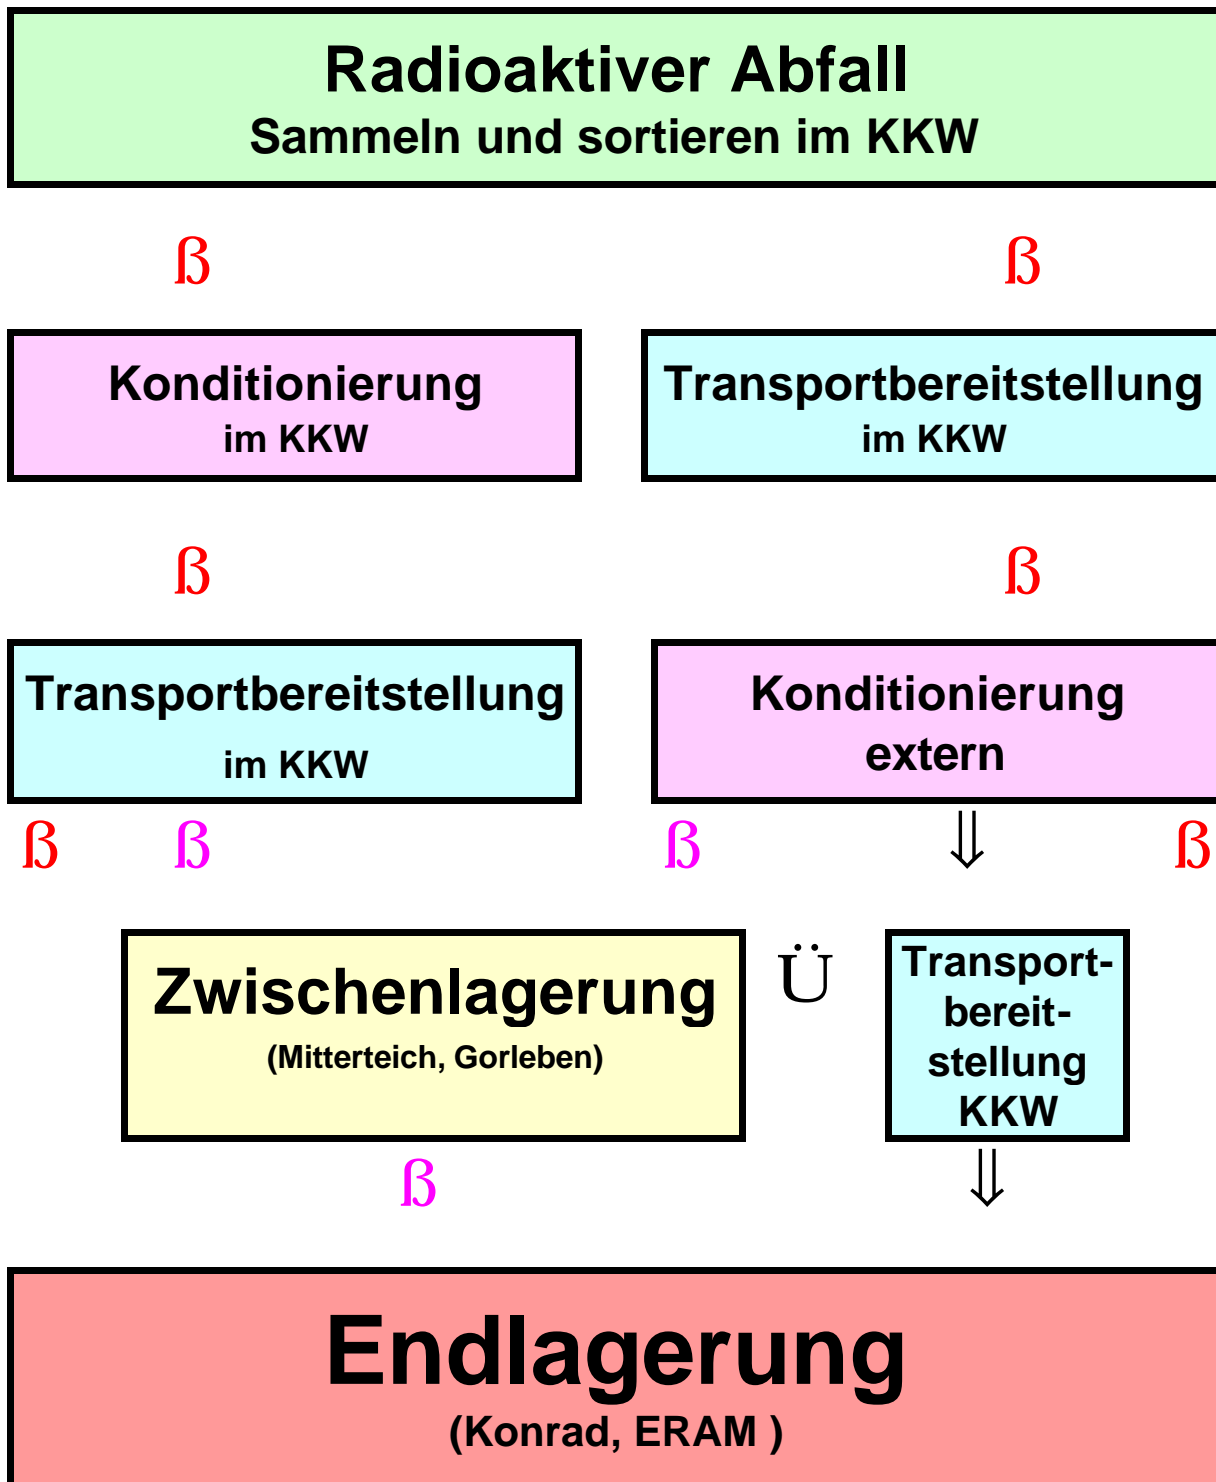 Radioaktiver Abfall
Sammeln und sortieren im KKW
ß ß
Konditionierung
im KKW
Transportbereitstellung
im KKW
ß ß
Transportbereitstellung
im KKW
Konditionierung
extern
ß ß ß ⇓ ß
Zwischenlagerung
(Mitterteich, Gorleben)
Ü
Transport-
bereit-
stellung
KKW
ß ⇓
Endlagerung
(Konrad, ERAM )